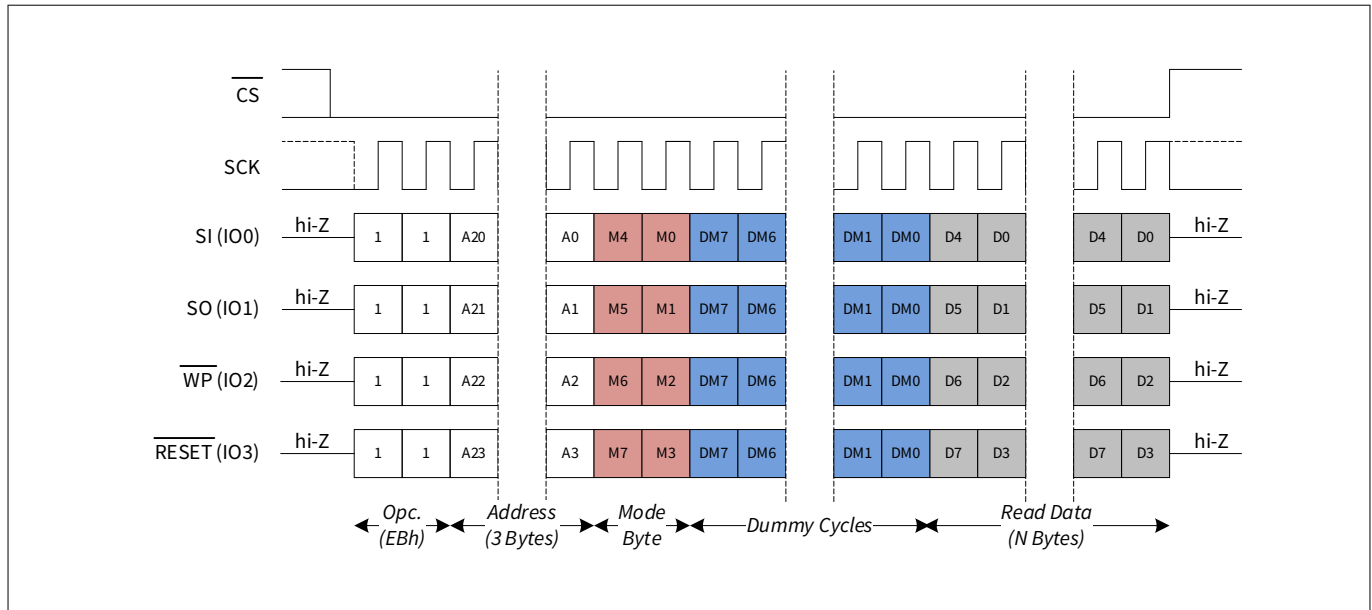 CS
SCK
SI (IO0) hi-Z 1 1 A20 A0 M4 M0 DM7 DM6 DM1 DM0 D4 D0 D4 D0 hi-Z
SO (IO1) hi-Z 1 1 A21 A1 M5 M1 DM7 DM6 DM1 DM0 D5 D1 D5 D1 hi-Z
WP (IO2) hi-Z 1 1 A22 A2 M6 M2 DM7 DM6 DM1 DM0 D6 D2 D6 D2 hi-Z
RESET (IO3) hi-Z 1 1 A23 A3 M7 M3 DM7 DM6 DM1 DM0 D7 D3 D7 D3 hi-Z
Opc. Address Mode Dummy Cycles Read Data
(EBh) (3 Bytes) Byte (N Bytes)